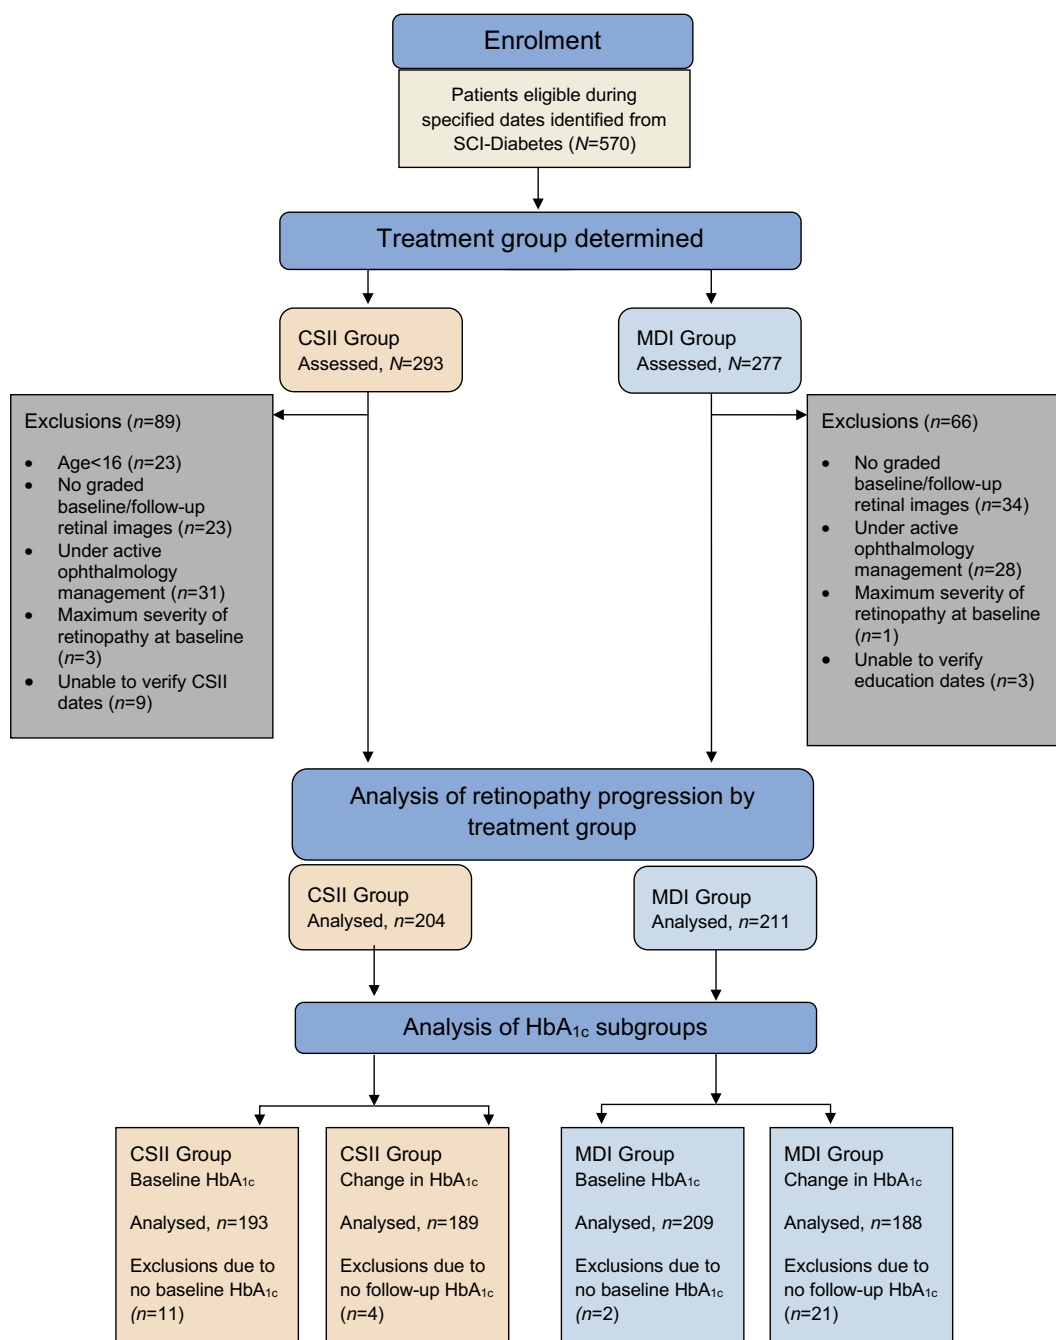 Enrolment
Patients eligible during
specified dates identified from
SCI-Diabetes (N=570)
Treatment group determined
CSII Group
Assessed, N=293
MDI Group
Assessed, N=277
Exclusions (n=89)
• Age<16 (n=23)
• No graded
baseline/follow-up
retinal images (n=23)
• Under active
ophthalmology
management (n=31)
• Maximum severity of
retinopathy at baseline
(n=3)
• Unable to verify CSII
dates (n=9)
Exclusions (n=66)
• No graded
baseline/follow-up
retinal images (n=34)
• Under active
ophthalmology
management (n=28)
• Maximum severity of
retinopathy at baseline
(n=1)
• Unable to verify
education dates (n=3)
Analysis of retinopathy progression by
treatment group
CSII Group
Analysed, n=204
MDI Group
Analysed, n=211
Analysis of HbA1c subgroups
CSII Group
Baseline HbA1c
Analysed, n=193
Exclusions due to
no baseline HbA1c
(n=11)
CSII Group
Change in HbA1c
Analysed, n=189
Exclusions due to
no follow-up HbA1c
(n=4)
MDI Group
Baseline HbA1c
Analysed, n=209
Exclusions due to
no baseline HbA1c
(n=2)
MDI Group
Change in HbA1c
Analysed, n=188
Exclusions due to
no follow-up HbA1c
(n=21)